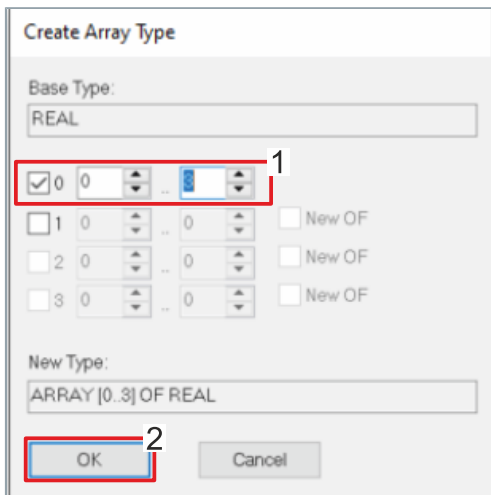 Create Array Type
Base Type:
REAL
1
0 0 .. 3
1 0 .. 0 New OF
2 0 .. 0 New OF
3 0 .. 0 New OF
New Type:
ARRAY [0..3] OF REAL
2
OK Cancel